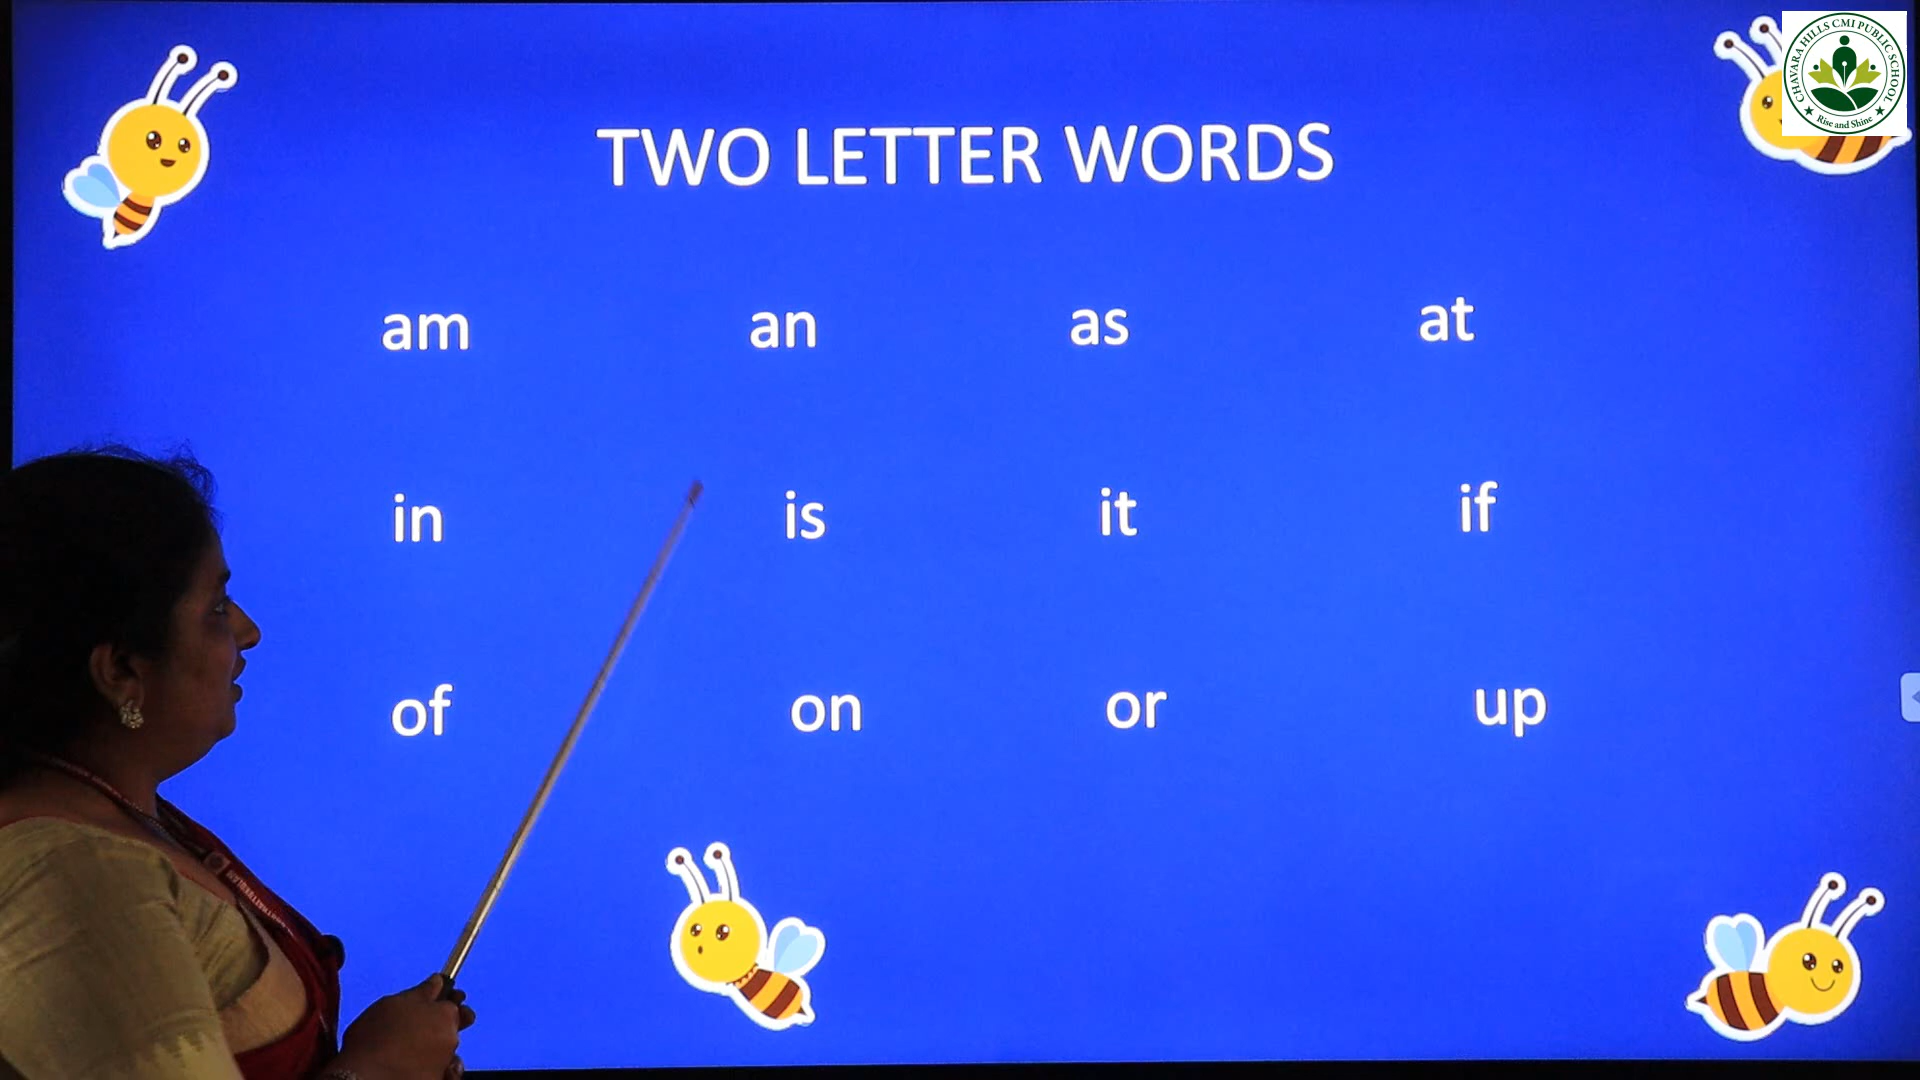 CHAVARA HILLS CMI PUBLIC SCHOOL
Rise and Shine
TWO LETTER WORDS
am an as at
in is it if
of on or up